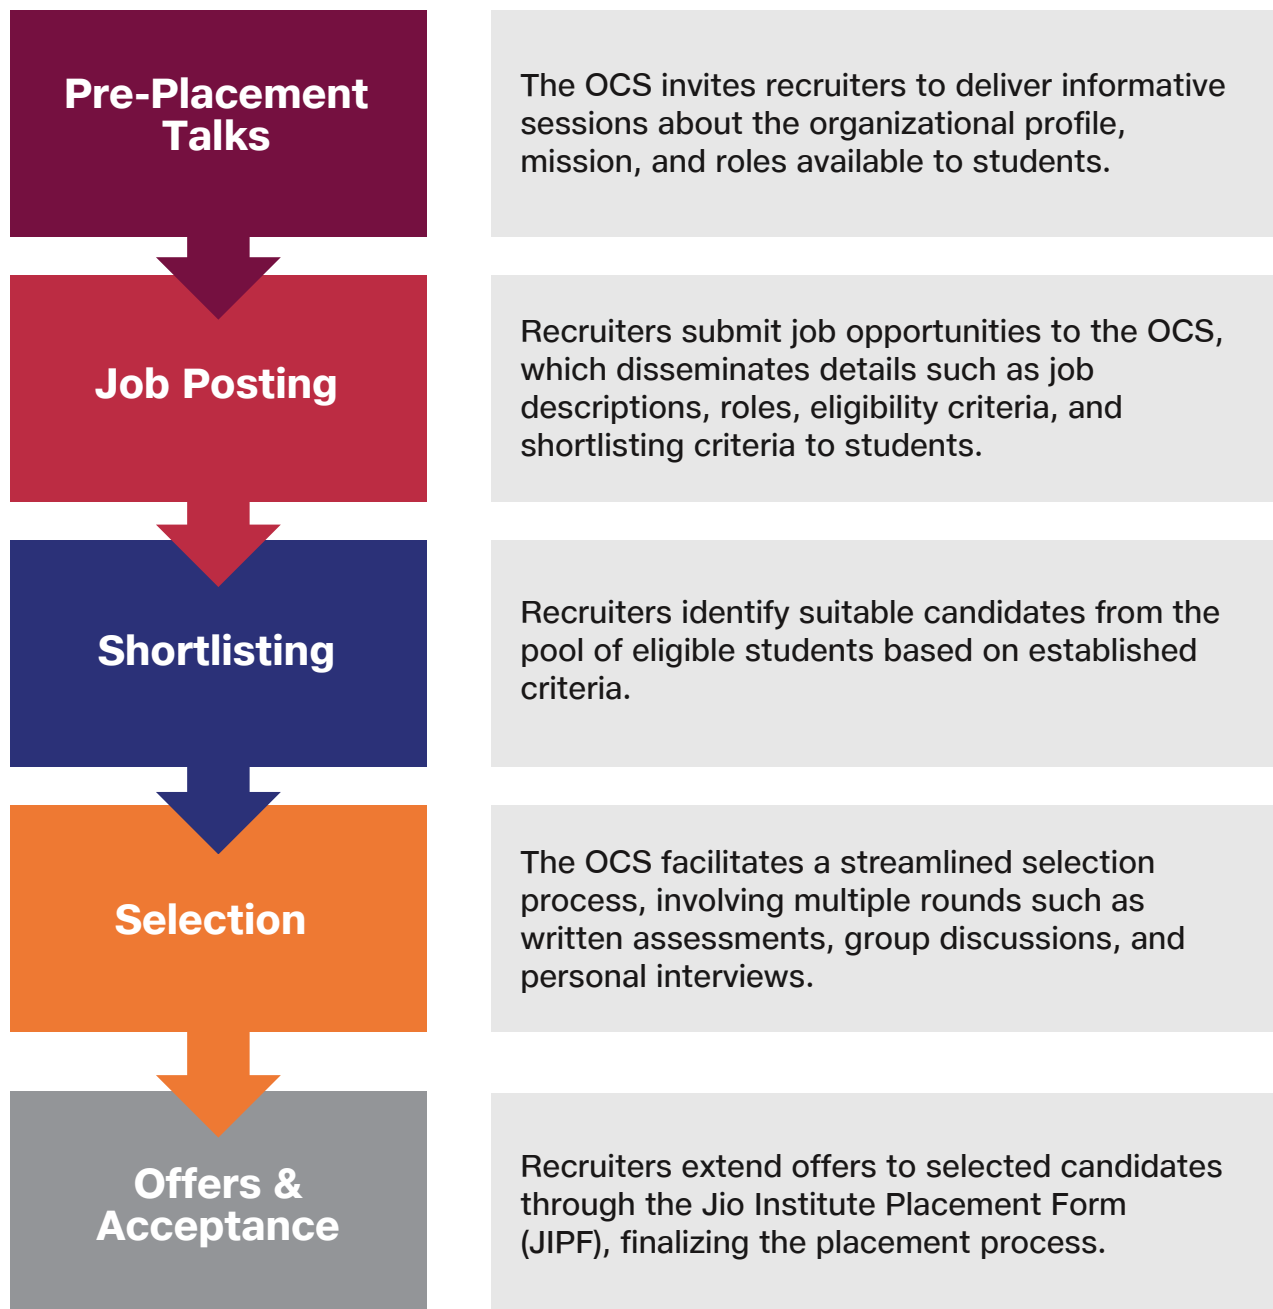 Pre-Placement
Talks
The OCS invites recruiters to deliver informative
sessions about the organizational profile,
mission, and roles available to students.
Job Posting
Recruiters submit job opportunities to the OCS,
which disseminates details such as job
descriptions, roles, eligibility criteria, and
shortlisting criteria to students.
Shortlisting
Recruiters identify suitable candidates from the
pool of eligible students based on established
criteria.
Selection
The OCS facilitates a streamlined selection
process, involving multiple rounds such as
written assessments, group discussions, and
personal interviews.
Offers &
Acceptance
Recruiters extend offers to selected candidates
through the Jio Institute Placement Form
(JIPF), finalizing the placement process.